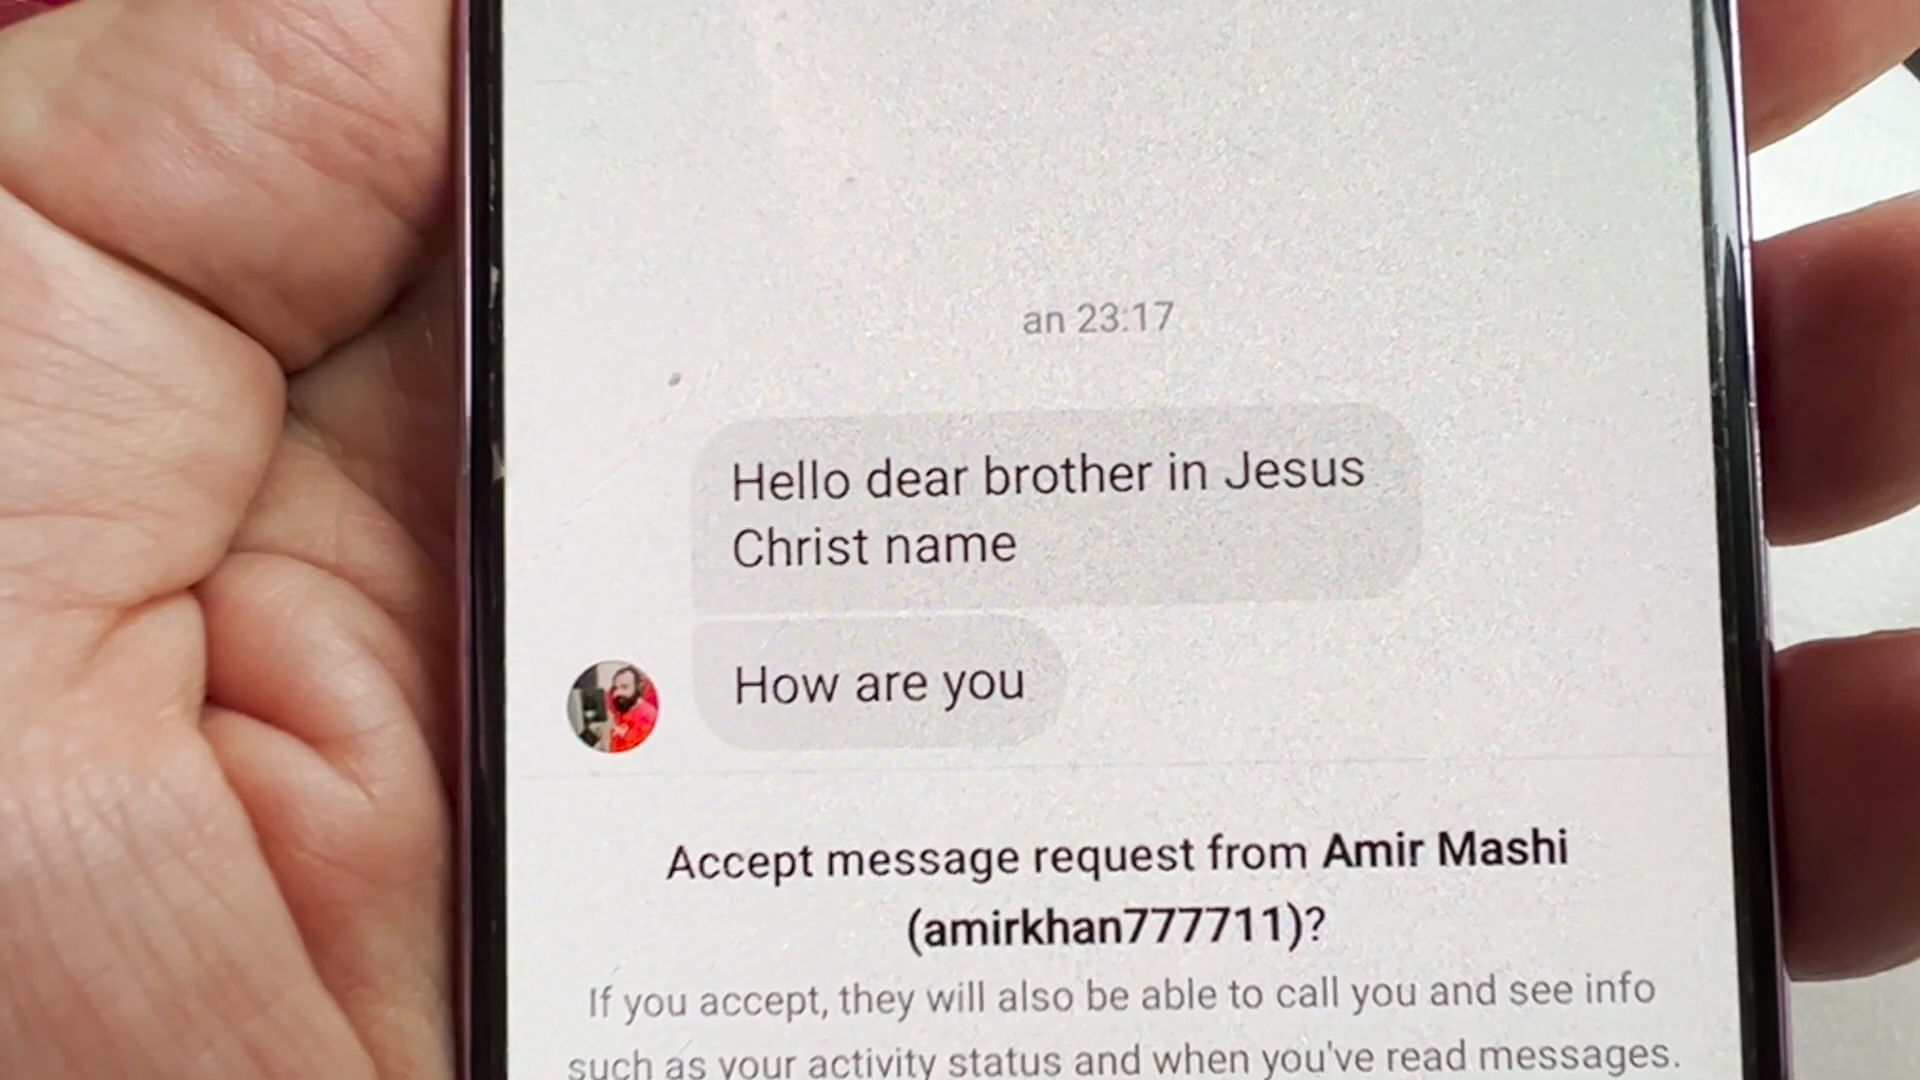 an 23:17
Hello dear brother in Jesus
Christ name
How are you
Accept message request from Amir Mashi
(amirkhan777711)?
If you accept, they will also be able to call you and see info
such as your activity status and when you've read messages.